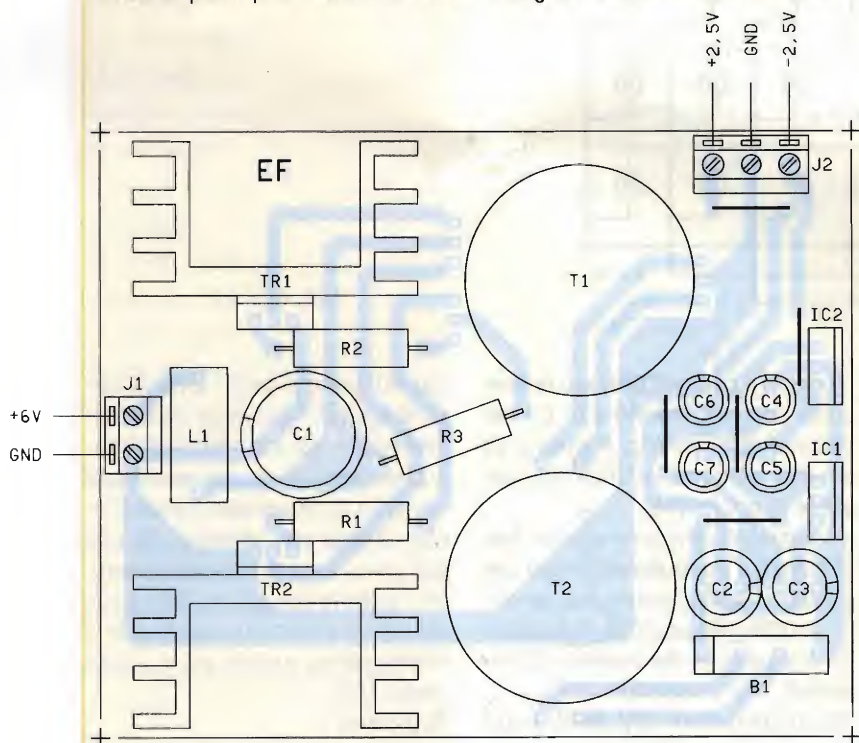 +2,5V
GND
-2,5V
J2
EF
TR1
T1
IC2
R2
J1
+6V
L1
C1
R3
C6
C4
GND
C7
C5
IC1
R1
TR2
T2
C2
C3
B1